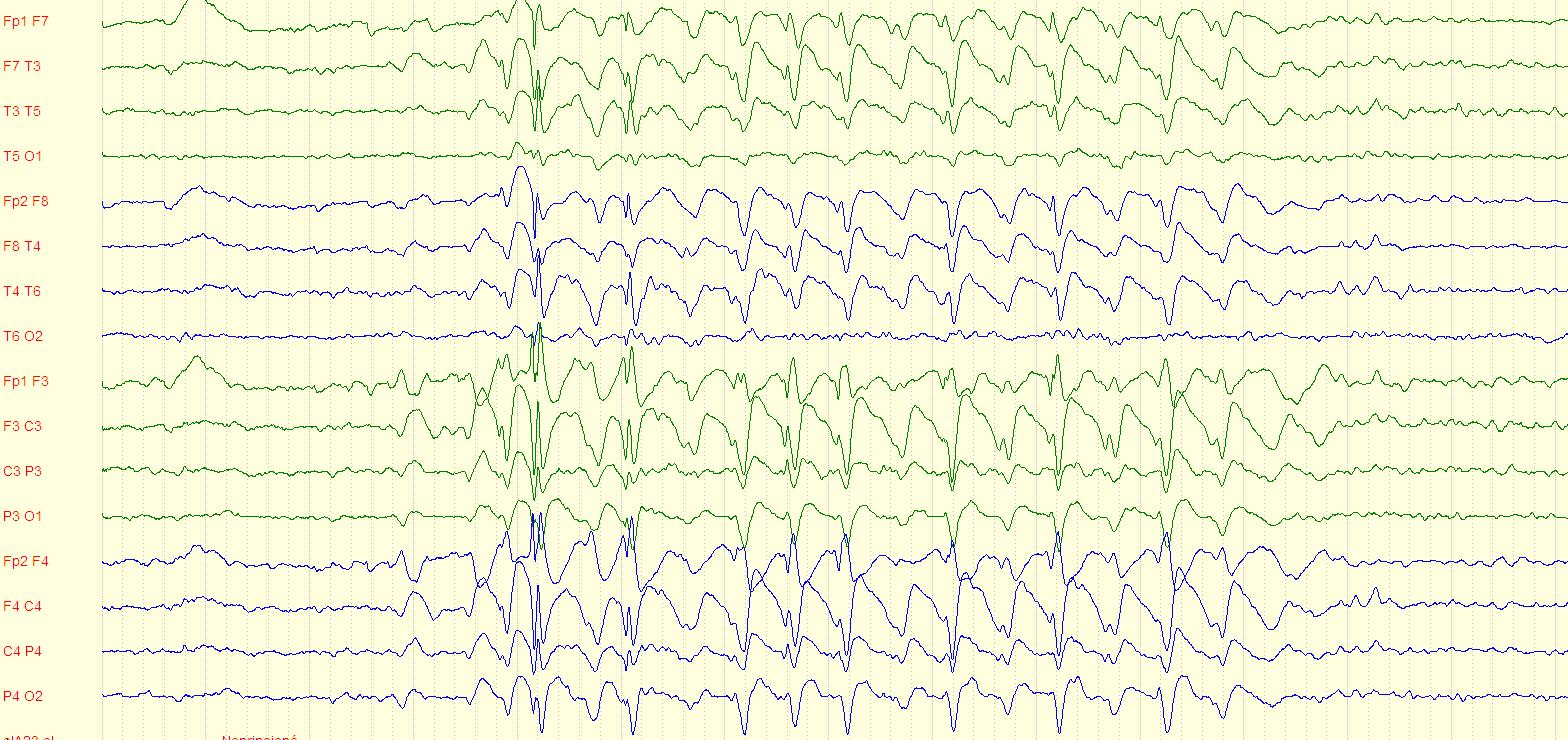 Fp1 F7
F7 T3
T3 T5
T5 O1
Fp2 F8
F8 T4
T4 T6
T6 O2
Fp1 F3
F3 C3
C3 P3
P3 O1
Fp2 F4
F4 C4
C4 P4
P4 O2